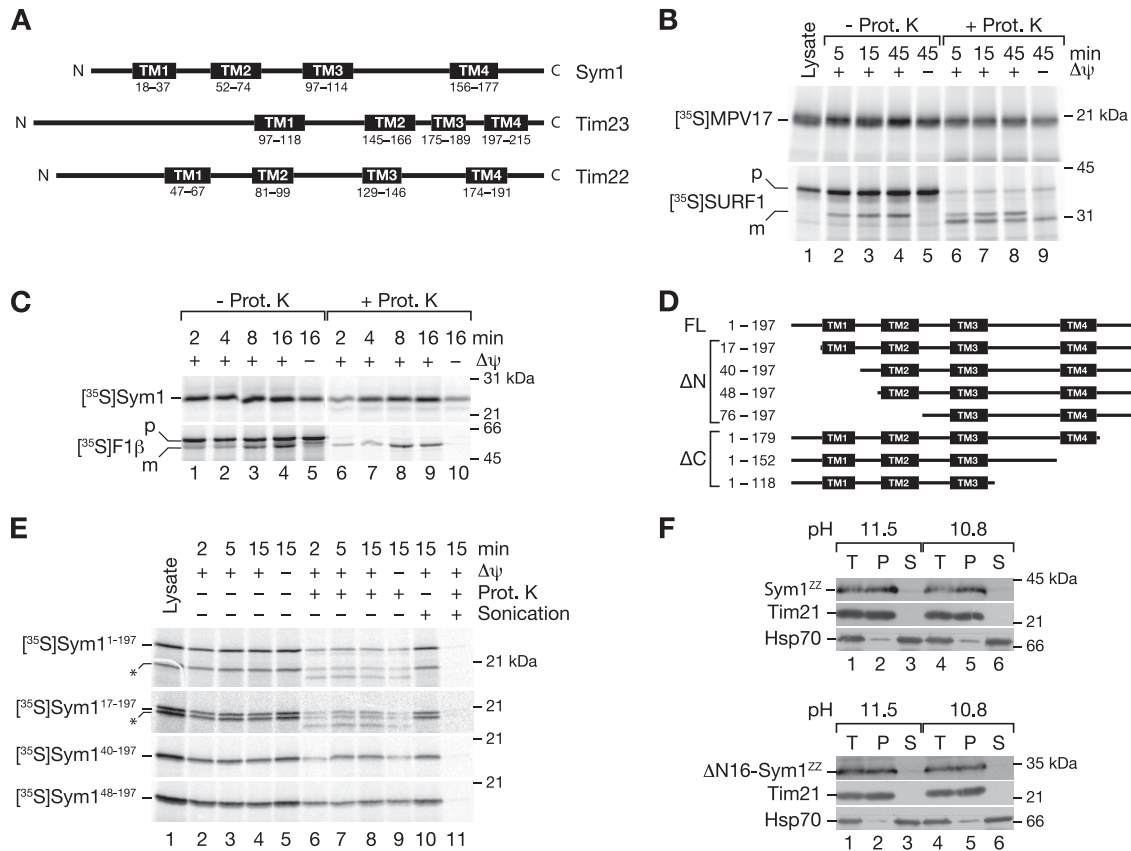 A
N TM1 TM2 TM3 TM4 C Sym1
18–37 52–74 97–114 156–177
N TM1 TM2 TM3 TM4 C Tim23
97–118 145–166 175–189 197–215
N TM1 TM2 TM3 TM4 C Tim22
47–67 81–99 129–146 174–191
B
Lysate - Prot. K + Prot. K
5 15 45 45 5 15 45 45 min
+ + + – + + + – Δψ
[³⁵S]MPV17 21 kDa
p 45
[³⁵S]SURF1
m 31
1 2 3 4 5 6 7 8 9
C
- Prot. K + Prot. K
2 4 8 16 16 2 4 8 16 16 min
+ + + + – + + + + – Δψ
31 kDa
[³⁵S]Sym1
21
p 66
[³⁵S]F1β
m 45
1 2 3 4 5 6 7 8 9 10
D
FL 1 – 197 TM1 TM2 TM3 TM4
ΔN 17 – 197 TM1 TM2 TM3 TM4
40 – 197 TM2 TM3 TM4
48 – 197 TM2 TM3 TM4
76 – 197 TM3 TM4
ΔC 1 – 179 TM1 TM2 TM3 TM4
1 – 152 TM1 TM2 TM3
1 – 118 TM1 TM2 TM3
E
Lysate 2 5 15 15 2 5 15 15 15 15 min
+ + + – + + + – + + Δψ
– – – – + + + + – + Prot. K
– – – – – – – – + + Sonication
[³⁵S]Sym1¹⁻¹⁹⁷
* 21 kDa
[³⁵S]Sym1¹⁷⁻¹⁹⁷ 21
*
21
[³⁵S]Sym1⁴⁰⁻¹⁹⁷
21
[³⁵S]Sym1⁴⁸⁻¹⁹⁷
1 2 3 4 5 6 7 8 9 10 11
F
pH 11.5 10.8
T P S T P S
Sym1ᶻᶻ 45 kDa
Tim21 21
Hsp70 66
1 2 3 4 5 6
pH 11.5 10.8
T P S T P S
ΔN16-Sym1ᶻᶻ 35 kDa
Tim21 21
Hsp70 66
1 2 3 4 5 6